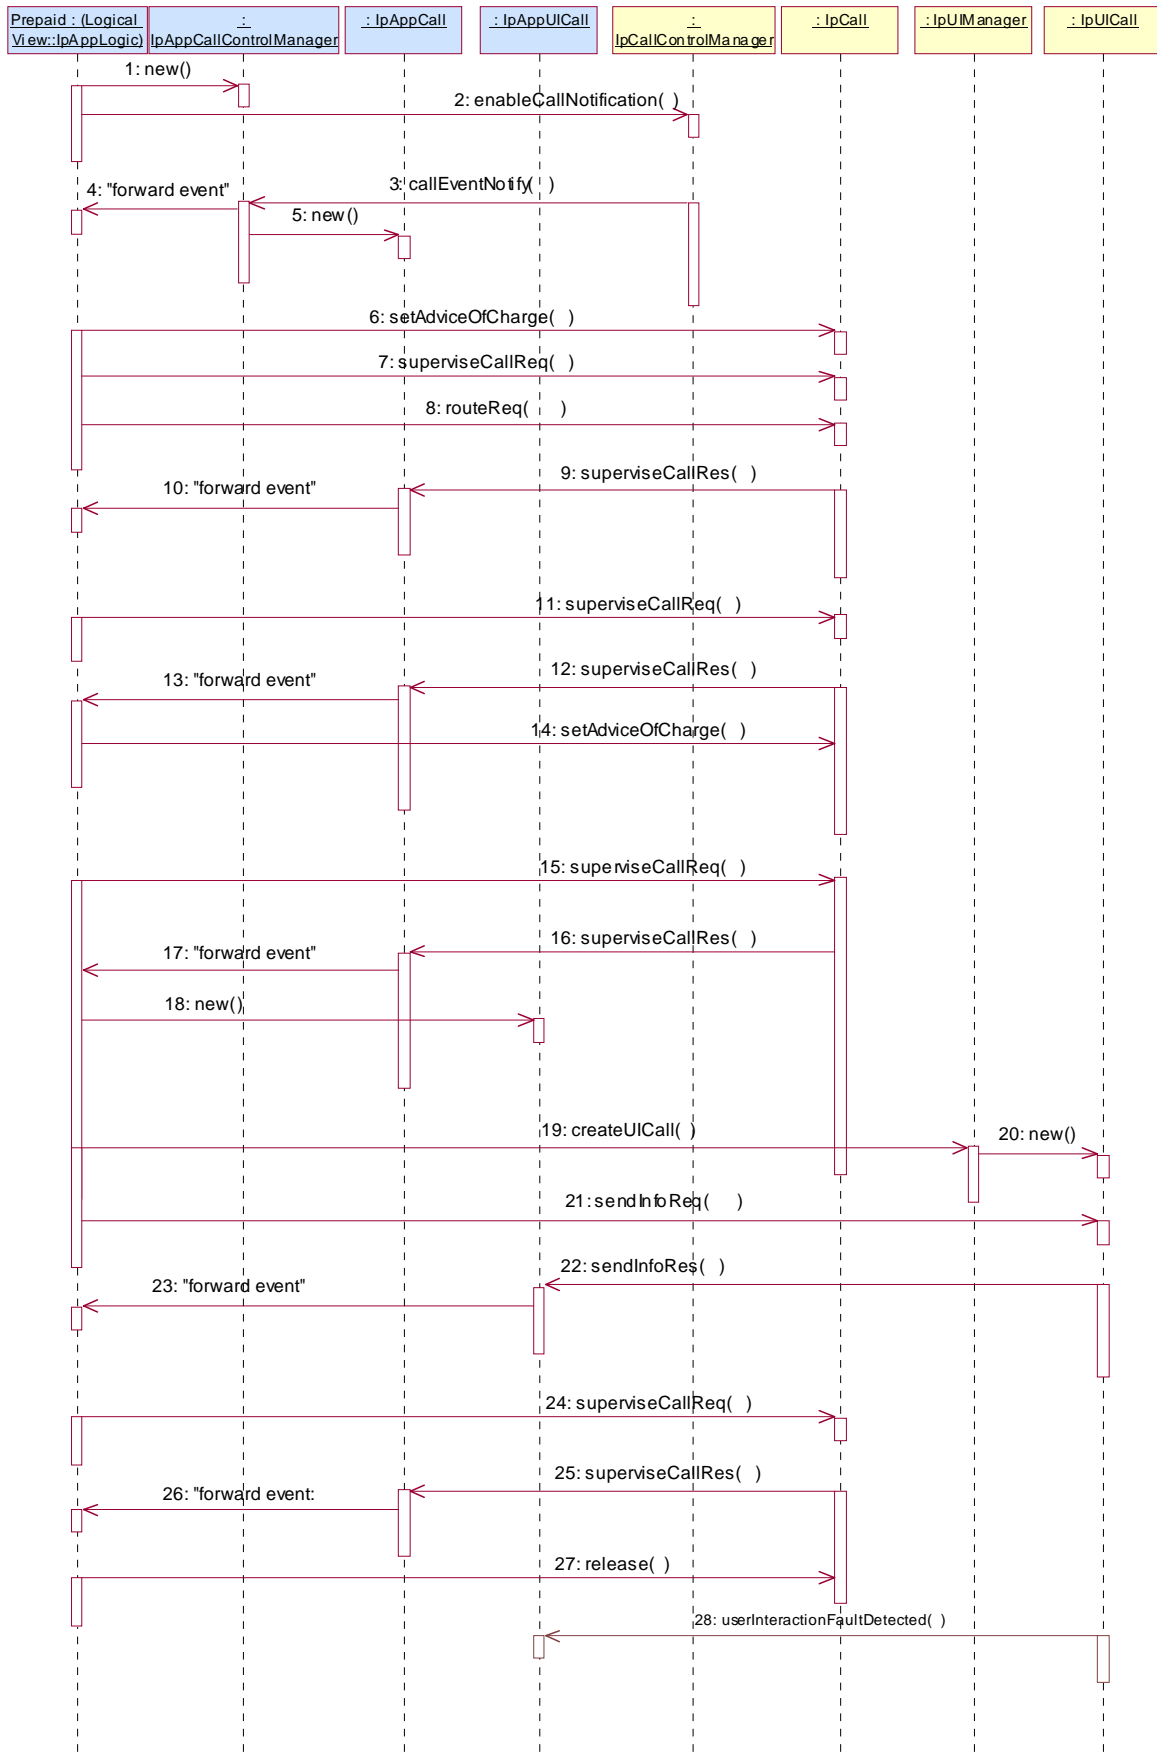 Prepaid : (Logical View::IpAppLogic)
: IpAppCallControlManager
: IpAppCall
: IpAppUICall
: IpCallControlManager
: IpCall
: IpUIManager
: IpUICall
1: new()
2: enableCallNotification( )
3: callEventNotify( )
4: "forward event"
5: new()
6: setAdviceOfCharge( )
7: superviseCallReq( )
8: routeReq( )
9: superviseCallRes( )
10: "forward event"
11: superviseCallReq( )
12: superviseCallRes( )
13: "forward event"
14: setAdviceOfCharge( )
15: superviseCallReq( )
16: superviseCallRes( )
17: "forward event"
18: new()
19: createUICall( )
20: new()
21: sendInfoReq( )
22: sendInfoRes( )
23: "forward event"
24: superviseCallReq( )
25: superviseCallRes( )
26: "forward event:
27: release( )
28: userInteractionFaultDetected( )